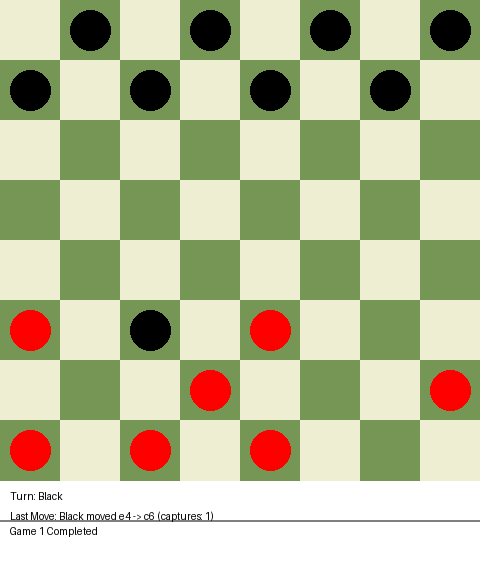 Turn: Black
Last Move: Black moved e4 -> c6 (captures: 1)
Game 1 Completed